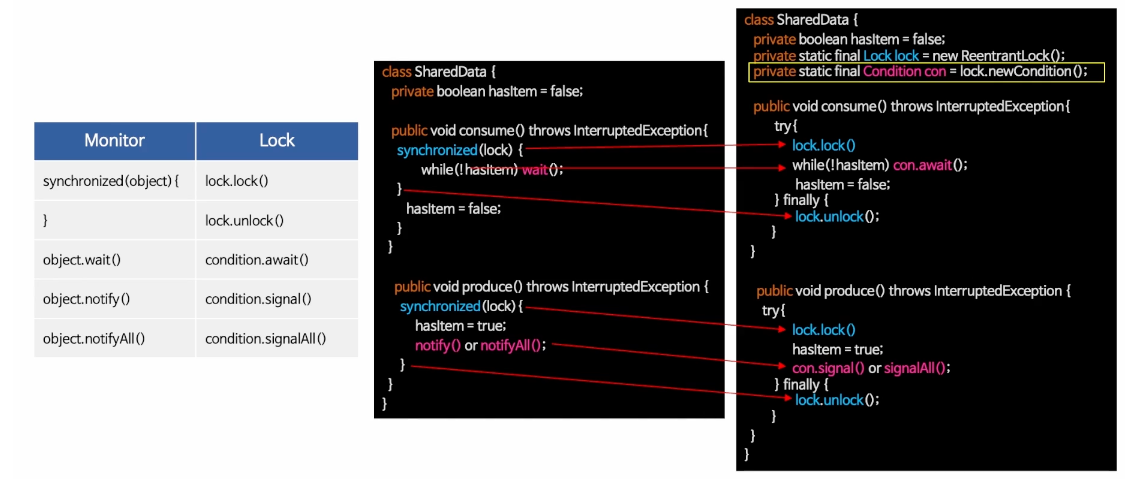 Monitor Lock
synchronized(object) { lock.lock()
} lock.unlock()
object.wait() condition.await()
object.notify() condition.signal()
object.notifyAll() condition.signalAll()
class SharedData {
private boolean hasItem = false;
public void consume() throws InterruptedException{
synchronized(lock) {
while(!hasItem) wait();
}
hasItem = false;
}
}
public void produce() throws InterruptedException {
synchronized(lock){
hasItem = true;
notify() or notifyAll();
}
}
}
class SharedData {
private boolean hasItem = false;
private static final Lock lock = new ReentrantLock();
private static final Condition con = lock.newCondition();
public void consume() throws InterruptedException{
try{
lock.lock()
while(!hasItem) con.await();
hasItem = false;
} finally {
lock.unlock();
}
}
public void produce() throws InterruptedException {
try{
lock.lock()
hasItem = true;
con.signal() or signalAll();
} finally {
lock.unlock();
}
}
}